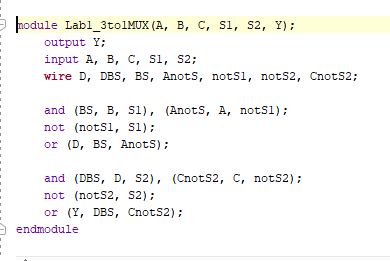 module Lab1_3to1MUX(A, B, C, S1, S2, Y);
output Y;
input A, B, C, S1, S2;
wire D, DBS, BS, AnotS, notS1, notS2, CnotS2;
and (BS, B, S1), (AnotS, A, notS1);
not (notS1, S1);
or (D, BS, AnotS);
and (DBS, D, S2), (CnotS2, C, notS2);
not (notS2, S2);
or (Y, DBS, CnotS2);
endmodule